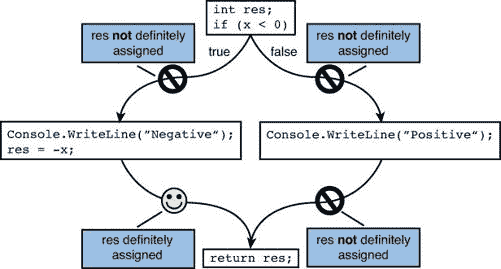 int res;
if (x < 0)
res not definitely
assigned
true
false
res not definitely
assigned
Console.WriteLine(”Negative“);
res = -x;
Console.WriteLine(”Positive“);
res definitely
assigned
return res;
res not definitely
assigned